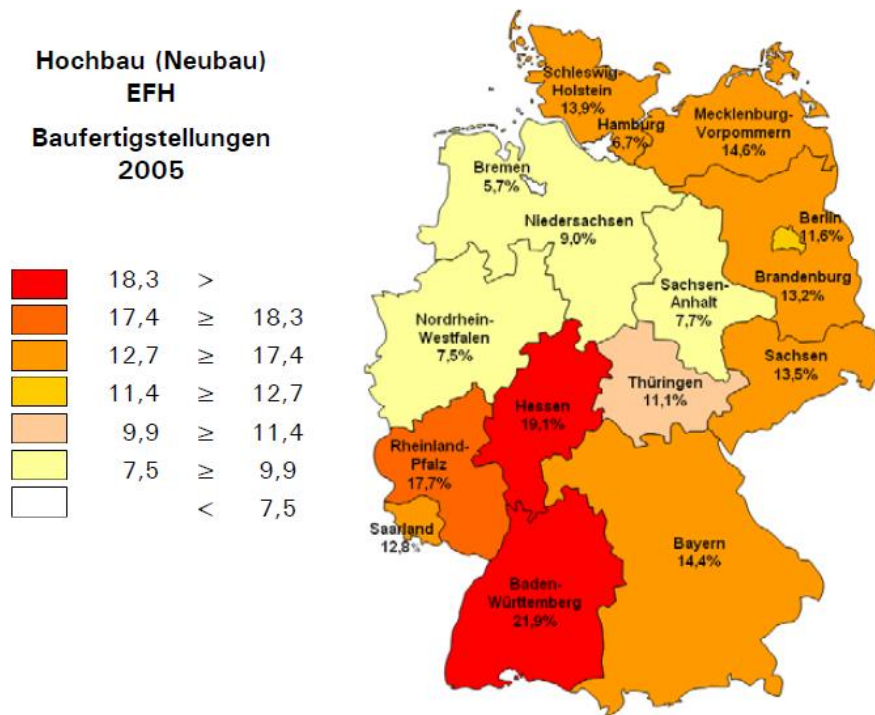 Hochbau (Neubau)
EFH
Baufertigstellungen
2005
18,3 >
17,4 ≥ 18,3
12,7 ≥ 17,4
11,4 ≥ 12,7
9,9 ≥ 11,4
7,5 ≥ 9,9
< 7,5
Schleswig-
Holstein
13,9%
Hamburg
6,7%
Mecklenburg-
Vorpommern
14,6%
Bremen
5,7%
Niedersachsen
9,0%
Berlin
11,6%
Brandenburg
13,2%
Sachsen-
Anhalt
7,7%
Nordrhein-
Westfalen
7,5%
Sachsen
13,5%
Thüringen
11,1%
Hessen
19,1%
Rheinland-
Pfalz
17,7%
Saarland
12,8%
Bayern
14,4%
Baden-
Württemberg
21,9%